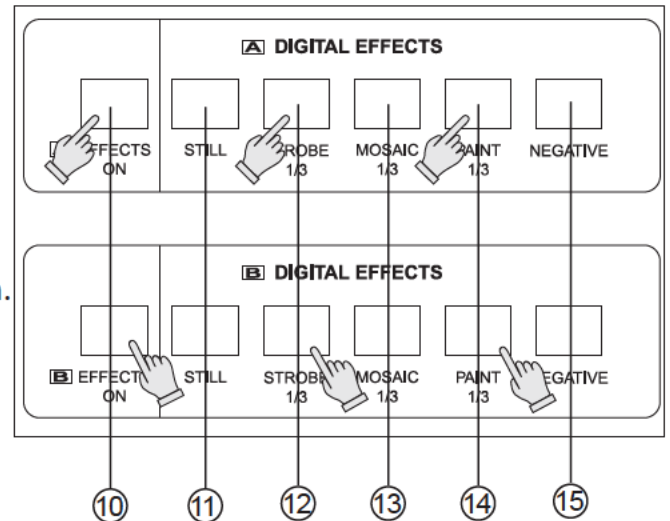 A DIGITAL EFFECTS
EFFECTS STILL STROBE MOSAIC PAINT NEGATIVE
ON 1/3 1/3 1/3
B DIGITAL EFFECTS
B EFFECTS STILL STROBE MOSAIC PAINT NEGATIVE
ON 1/3 1/3 1/3
⑩ ⑪ ⑫ ⑬ ⑭ ⑮